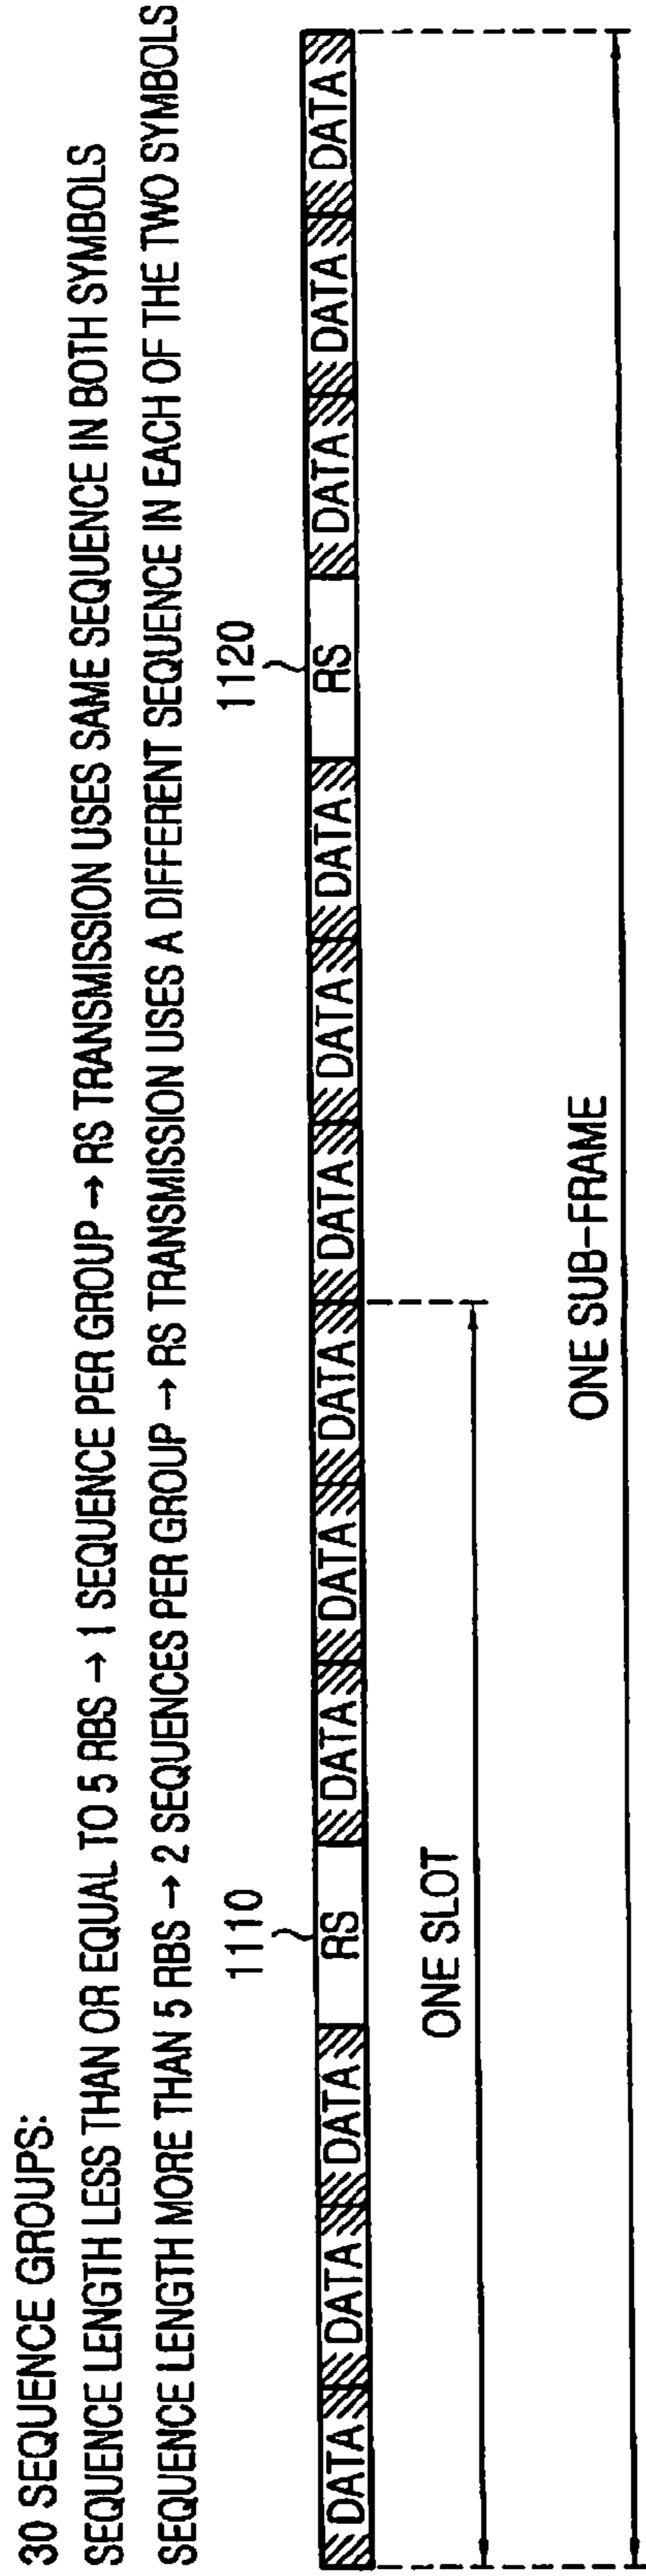 30 SEQUENCE GROUPS:
SEQUENCE LENGTH LESS THAN OR EQUAL TO 5 RBS → 1 SEQUENCE PER GROUP → RS TRANSMISSION USES SAME SEQUENCE IN BOTH SYMBOLS
SEQUENCE LENGTH MORE THAN 5 RBS → 2 SEQUENCES PER GROUP → RS TRANSMISSION USES A DIFFERENT SEQUENCE IN EACH OF THE TWO SYMBOLS
1110 1120
DATA DATA DATA RS DATA DATA DATA DATA DATA DATA RS DATA DATA DATA
ONE SLOT
ONE SUB-FRAME